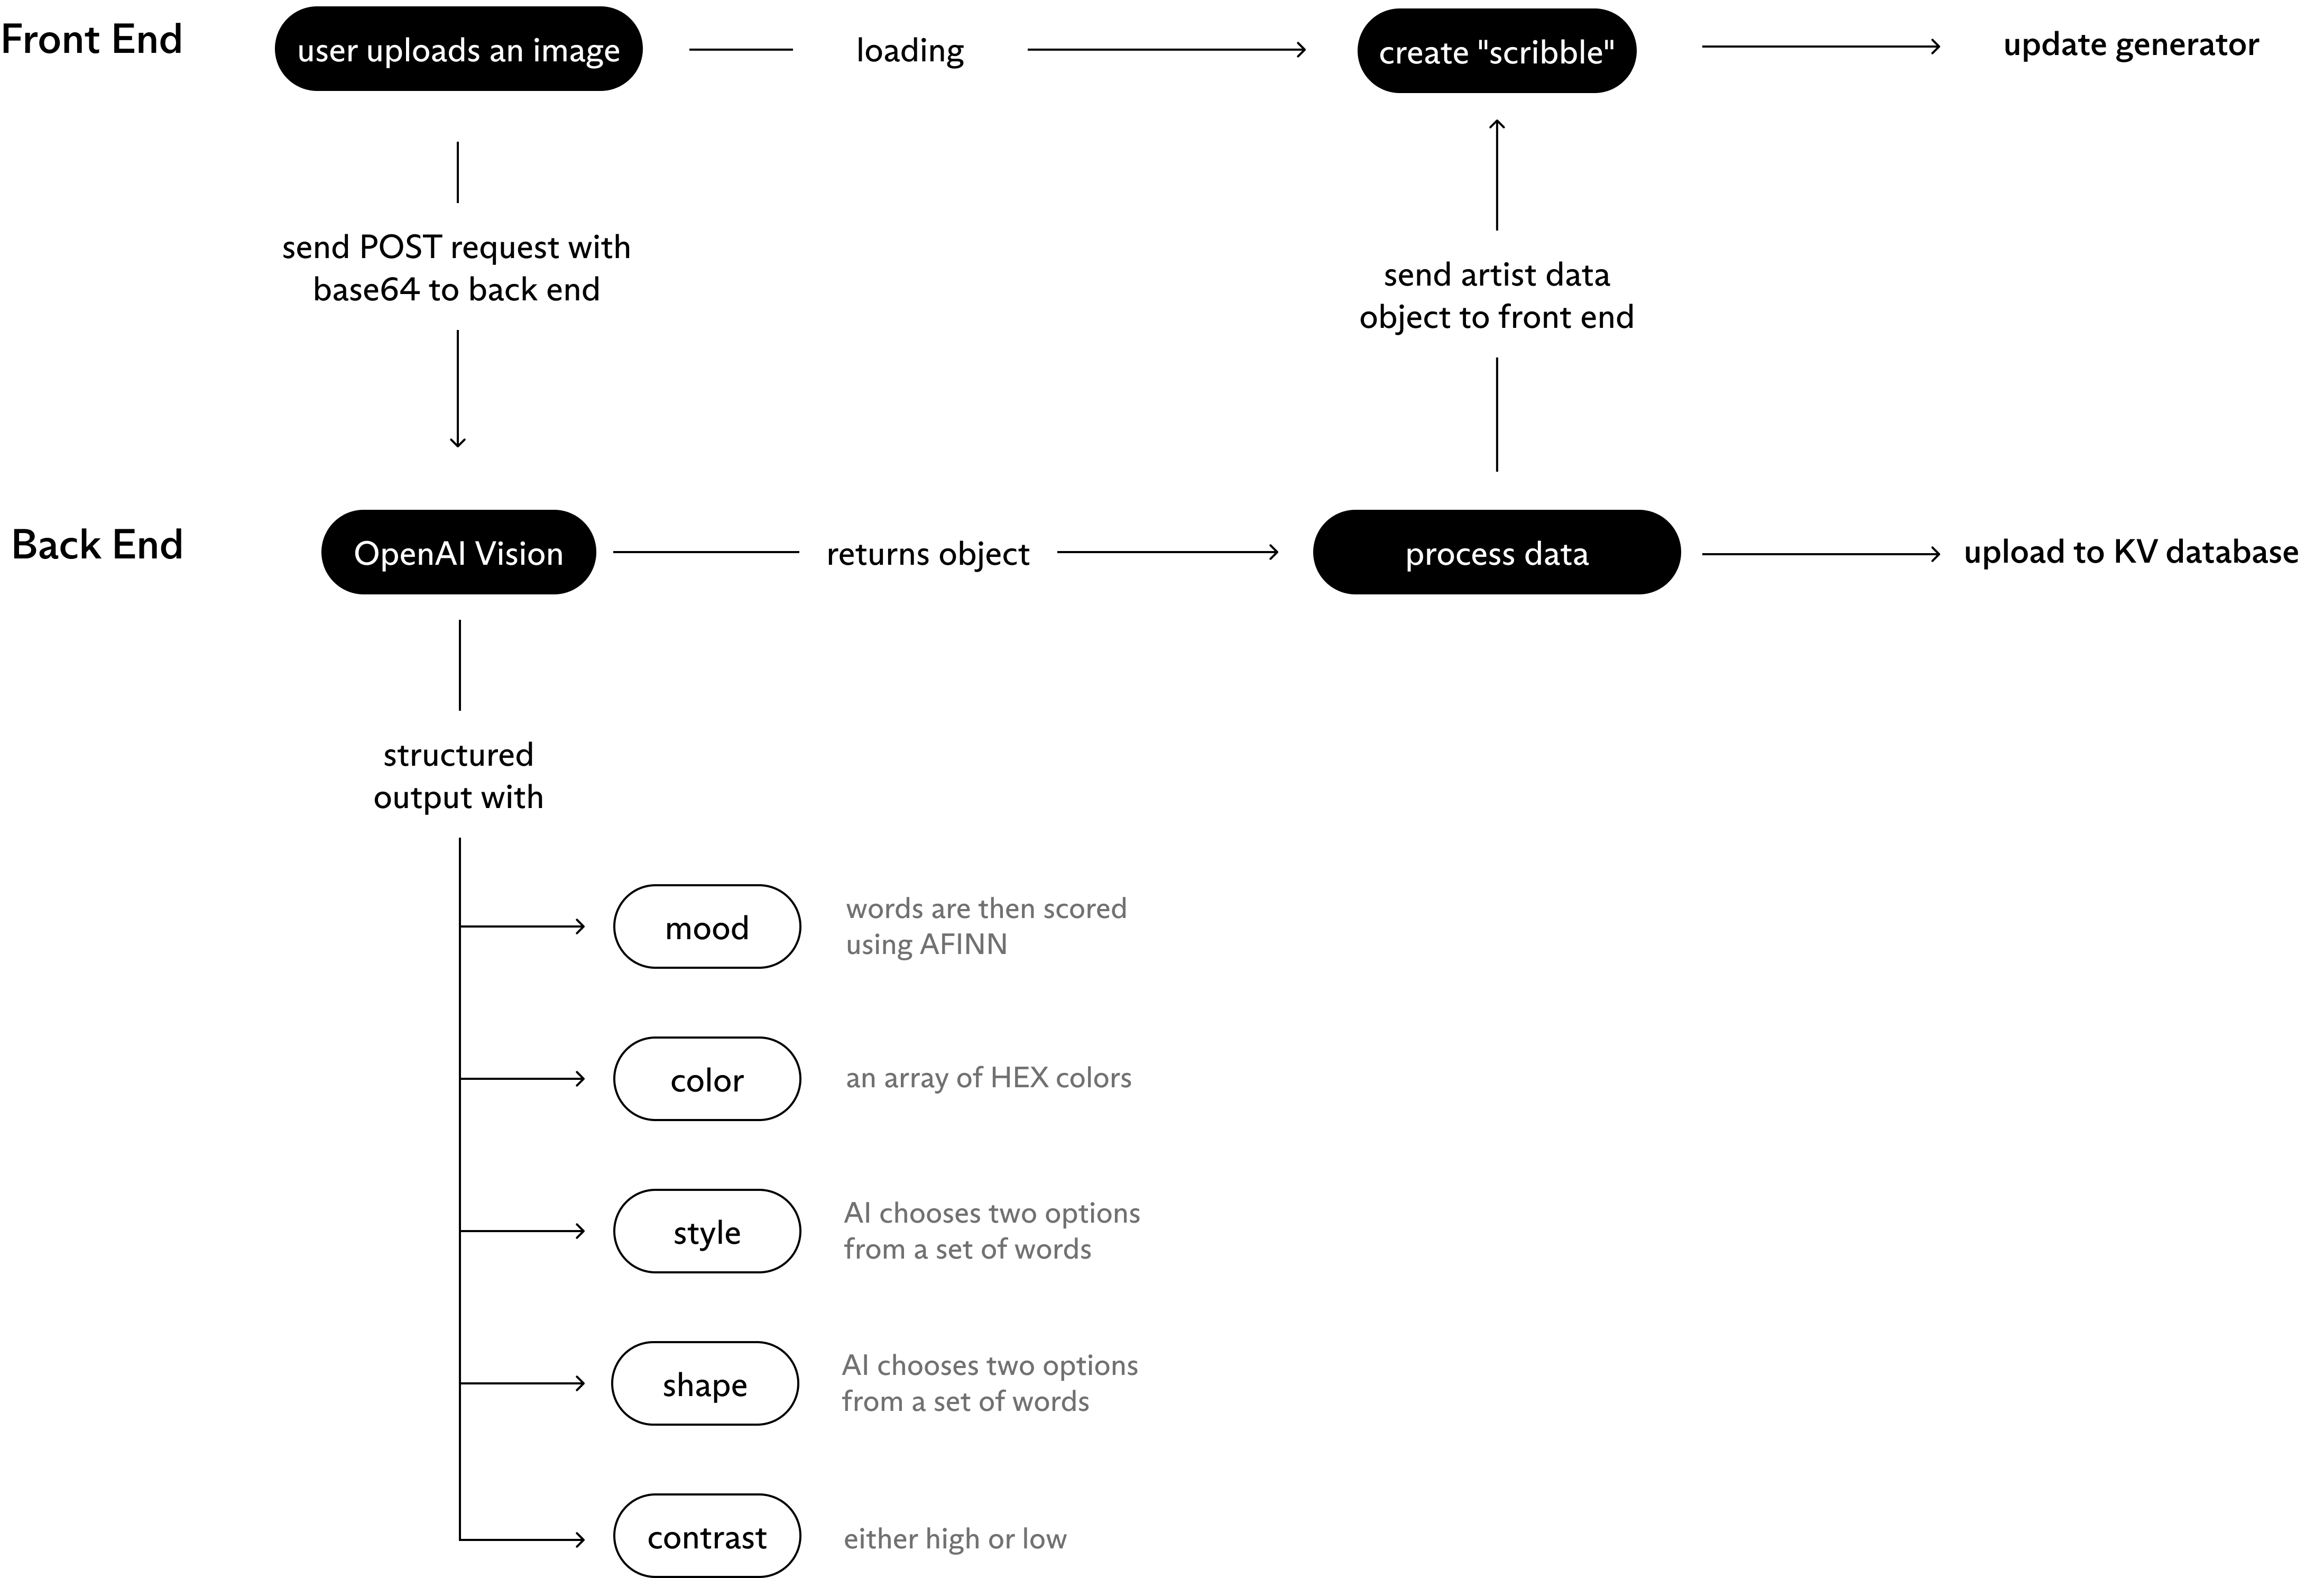 Front End
user uploads an image
loading
create "scribble"
update generator
send POST request with
base64 to back end
send artist data
object to front end
Back End
OpenAI Vision
returns object
process data
upload to KV database
structured
output with
mood
words are then scored
using AFINN
color
an array of HEX colors
style
AI chooses two options
from a set of words
shape
AI chooses two options
from a set of words
contrast
either high or low